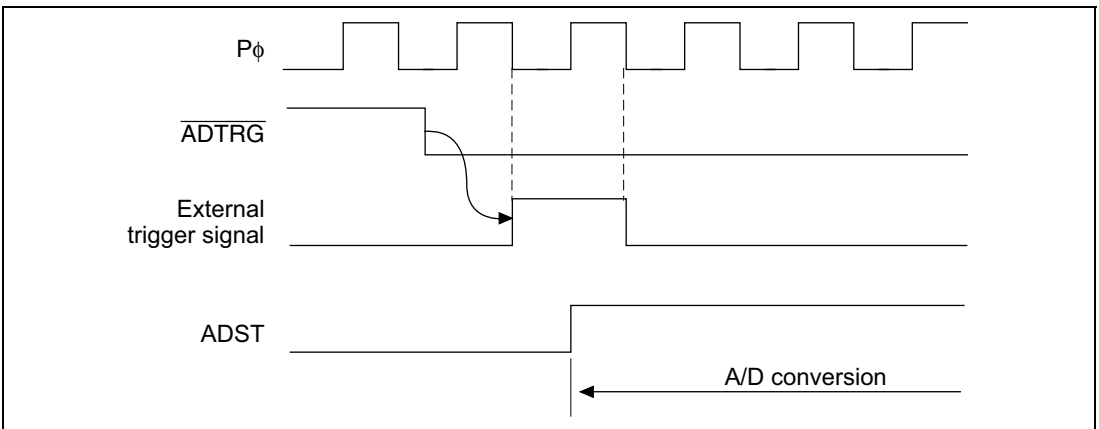 Pϕ
ADTRG
External
trigger signal
ADST
A/D conversion